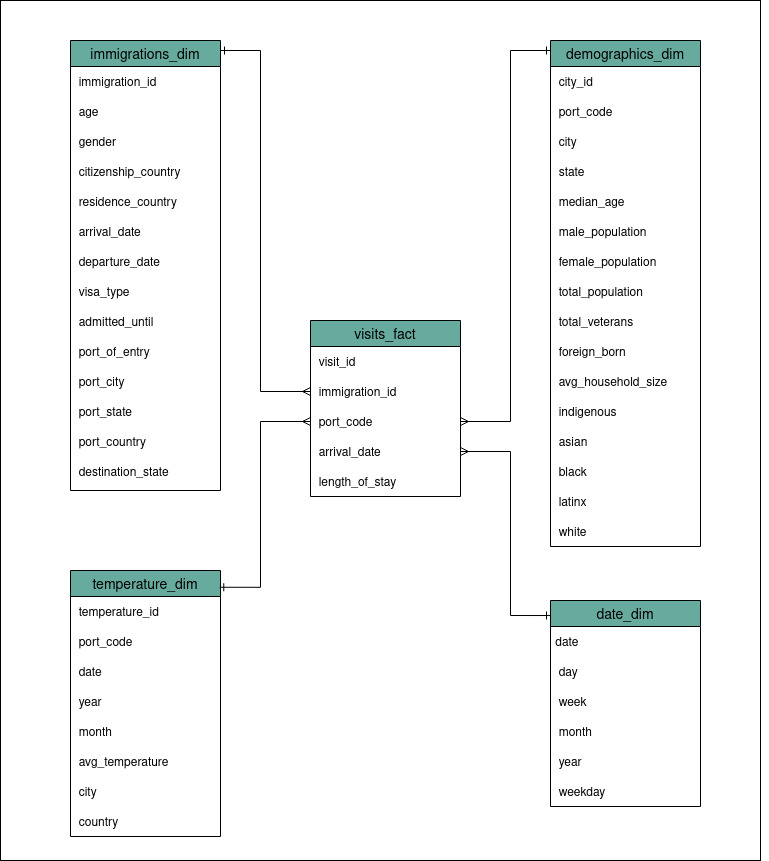 immigrations_dim
immigration_id
age
gender
citizenship_country
residence_country
arrival_date
departure_date
visa_type
admitted_until
port_of_entry
port_city
port_state
port_country
destination_state
demographics_dim
city_id
port_code
city
state
median_age
male_population
female_population
total_population
total_veterans
foreign_born
avg_household_size
indigenous
asian
black
latinx
white
visits_fact
visit_id
immigration_id
port_code
arrival_date
length_of_stay
temperature_dim
temperature_id
port_code
date
year
month
avg_temperature
city
country
date_dim
date
day
week
month
year
weekday